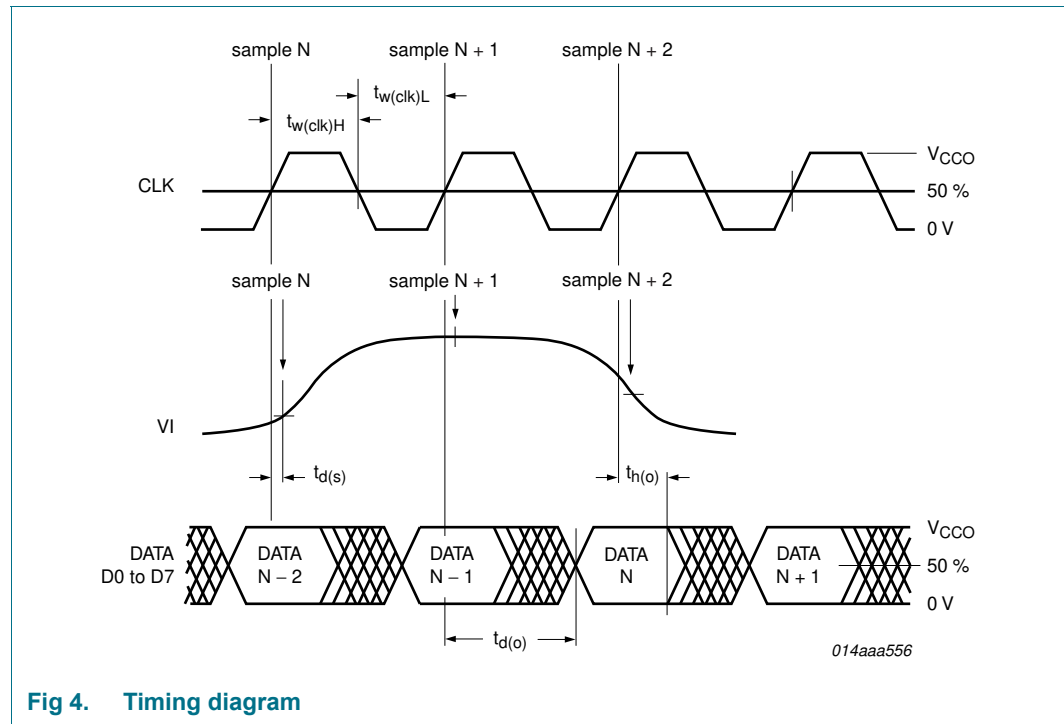 sample N sample N + 1 sample N + 2
tw(clk)L
tw(clk)H
VCCO
CLK 50 %
0 V
sample N sample N + 1 sample N + 2
VI
td(s) th(o)
VCCO
DATA DATA DATA DATA DATA
D0 to D7 N − 2 N − 1 N N + 1 50 %
0 V
td(o)
014aaa556
Fig 4. Timing diagram